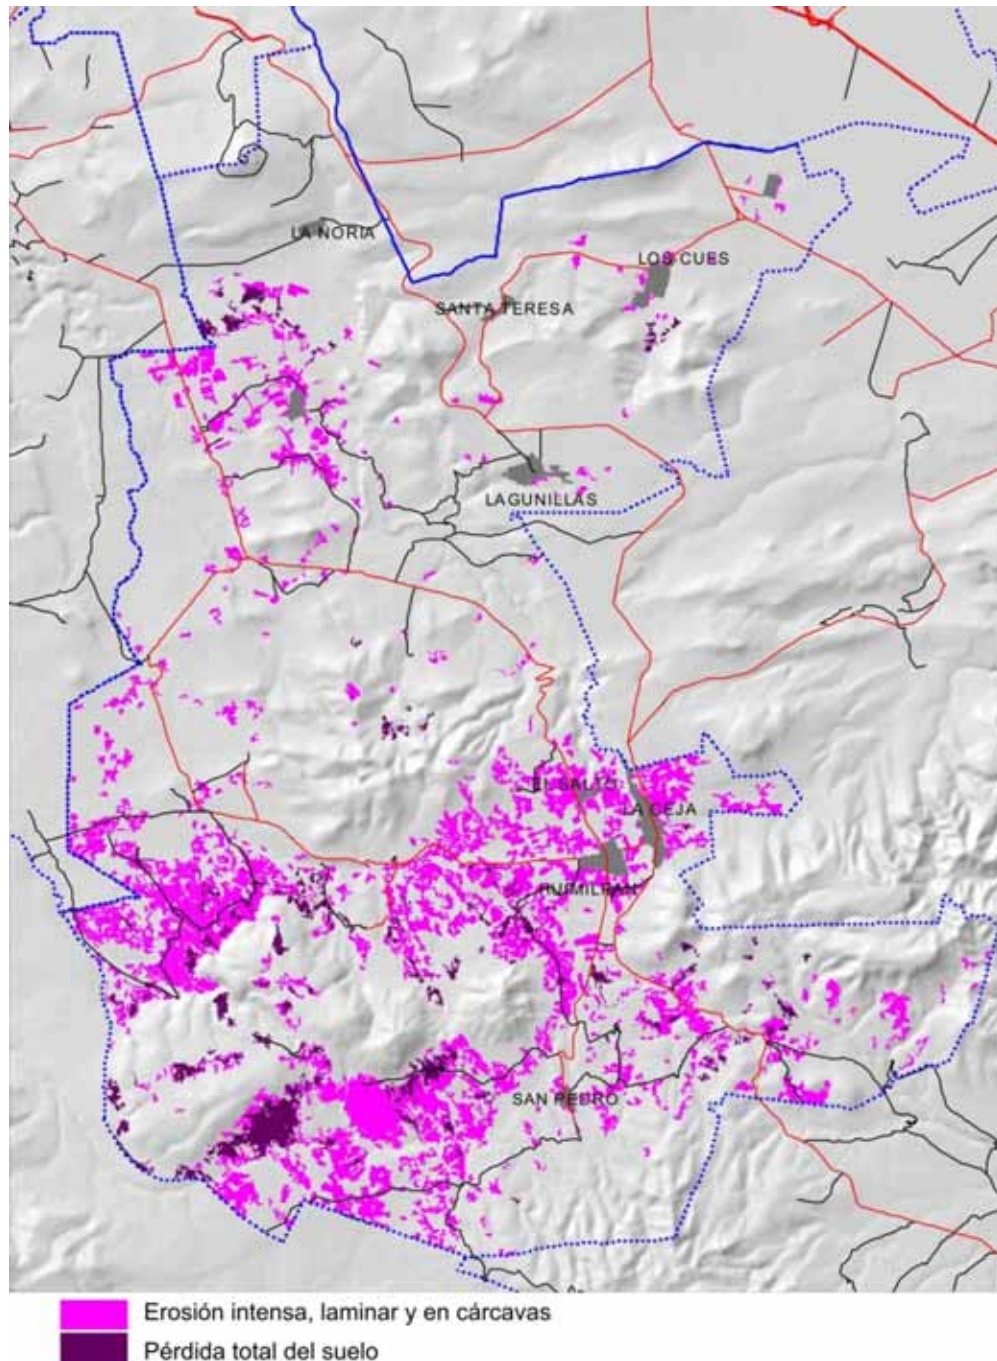 LA NORIA
LOS CUES
SANTA TERESA
LAGUNILLAS
EL SALTO
LA CEJA
HUIMILPAN
SAN PEDRO
Erosión intensa, laminar y en cárcavas
Pérdida total del suelo